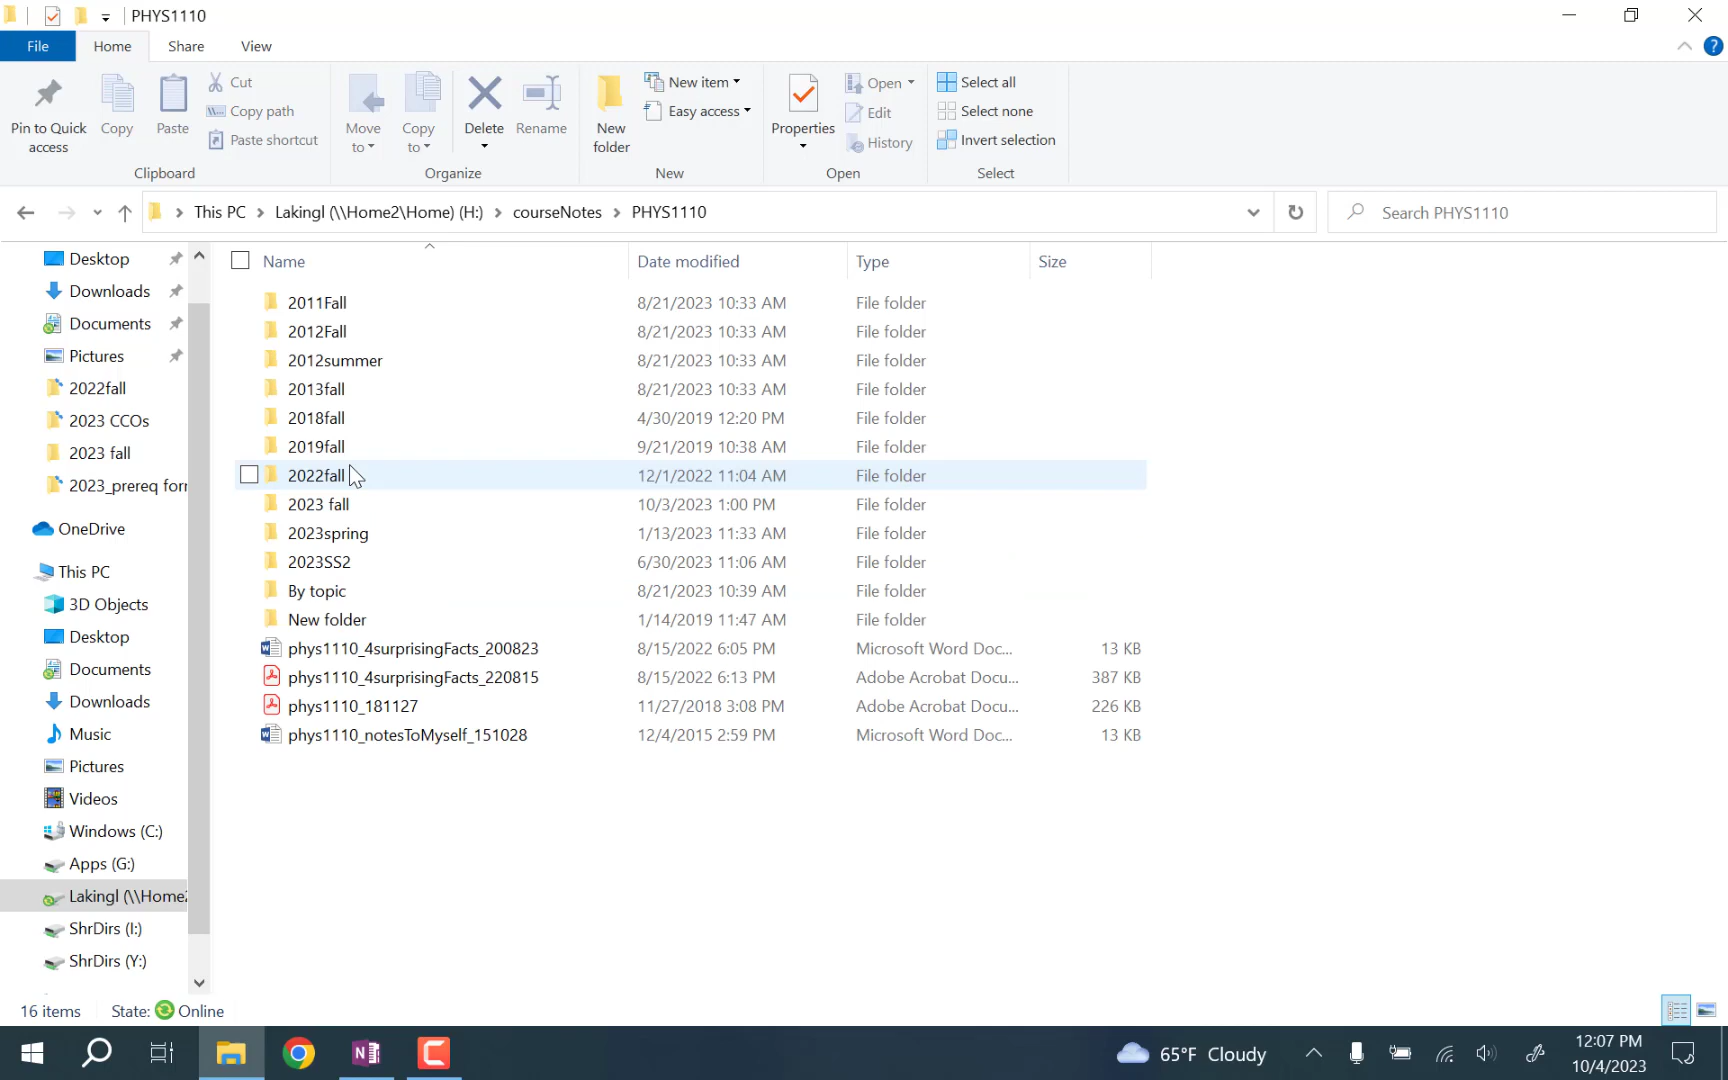 PHYS1110
File Home Share View
Pin to Quick access
Copy
Paste
Cut
Copy path
Paste shortcut
Clipboard
Move to
Copy to
Delete
Rename
Organize
New folder
New item
Easy access
New
Properties
Open
Edit
History
Open
Select all
Select none
Invert selection
Select
This PC > Lakingl (\\Home2\Home) (H:) > courseNotes > PHYS1110
Search PHYS1110
Desktop
Downloads
Documents
Pictures
2022fall
2023 CCOs
2023 fall
2023_prereq forr
OneDrive
This PC
3D Objects
Desktop
Documents
Downloads
Music
Pictures
Videos
Windows (C:)
Apps (G:)
Lakingl (\\Home2
ShrDirs (I:)
ShrDirs (Y:)
Name Date modified Type Size
2011Fall 8/21/2023 10:33 AM File folder
2012Fall 8/21/2023 10:33 AM File folder
2012summer 8/21/2023 10:33 AM File folder
2013fall 8/21/2023 10:33 AM File folder
2018fall 4/30/2019 12:20 PM File folder
2019fall 9/21/2019 10:38 AM File folder
2022fall 12/1/2022 11:04 AM File folder
2023 fall 10/3/2023 1:00 PM File folder
2023spring 1/13/2023 11:33 AM File folder
2023SS2 6/30/2023 11:06 AM File folder
By topic 8/21/2023 10:39 AM File folder
New folder 1/14/2019 11:47 AM File folder
phys1110_4surprisingFacts_200823 8/15/2022 6:05 PM Microsoft Word Doc... 13 KB
phys1110_4surprisingFacts_220815 8/15/2022 6:13 PM Adobe Acrobat Docu... 387 KB
phys1110_181127 11/27/2018 3:08 PM Adobe Acrobat Docu... 226 KB
phys1110_notesToMyself_151028 12/4/2015 2:59 PM Microsoft Word Doc... 13 KB
16 items State: Online
65°F Cloudy
12:07 PM
10/4/2023